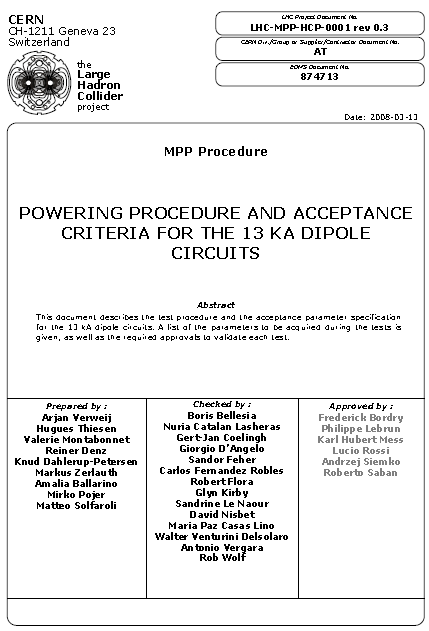 CERN
CH-1211 Geneva 23
Switzerland
the
Large
Hadron
Collider
project
LHC Project Document No.
LHC-MPP-HCP-0001 rev 0.3
CERN Div./Group or Supplier/Contractor Document No.
AT
EDMS Document No.
874713
Date: 2008-03-13
MPP Procedure
POWERING PROCEDURE AND ACCEPTANCE
CRITERIA FOR THE 13 KA DIPOLE
CIRCUITS
Abstract
This document describes the test procedure and the acceptance parameter specification
for the 13 kA dipole circuits. A list of the parameters to be acquired during the tests is
given, as well as the required approvals to validate each test.
Prepared by :
Arjan Verweij
Hugues Thiesen
Valerie Montabonnet
Reiner Denz
Knud Dahlerup-Petersen
Markus Zerlauth
Amalia Ballarino
Mirko Pojer
Matteo Solfaroli
Checked by :
Boris Bellesia
Nuria Catalan Lasheras
Gert-Jan Coelingh
Giorgio D'Angelo
Sandor Feher
Carlos Fernandez Robles
Robert Flora
Glyn Kirby
Sandrine Le Naour
David Nisbet
Maria Paz Casas Lino
Walter Venturini Delsolaro
Antonio Vergara
Rob Wolf
Approved by :
Frederick Bordry
Philippe Lebrun
Karl Hubert Mess
Lucio Rossi
Andrzej Siemko
Roberto Saban